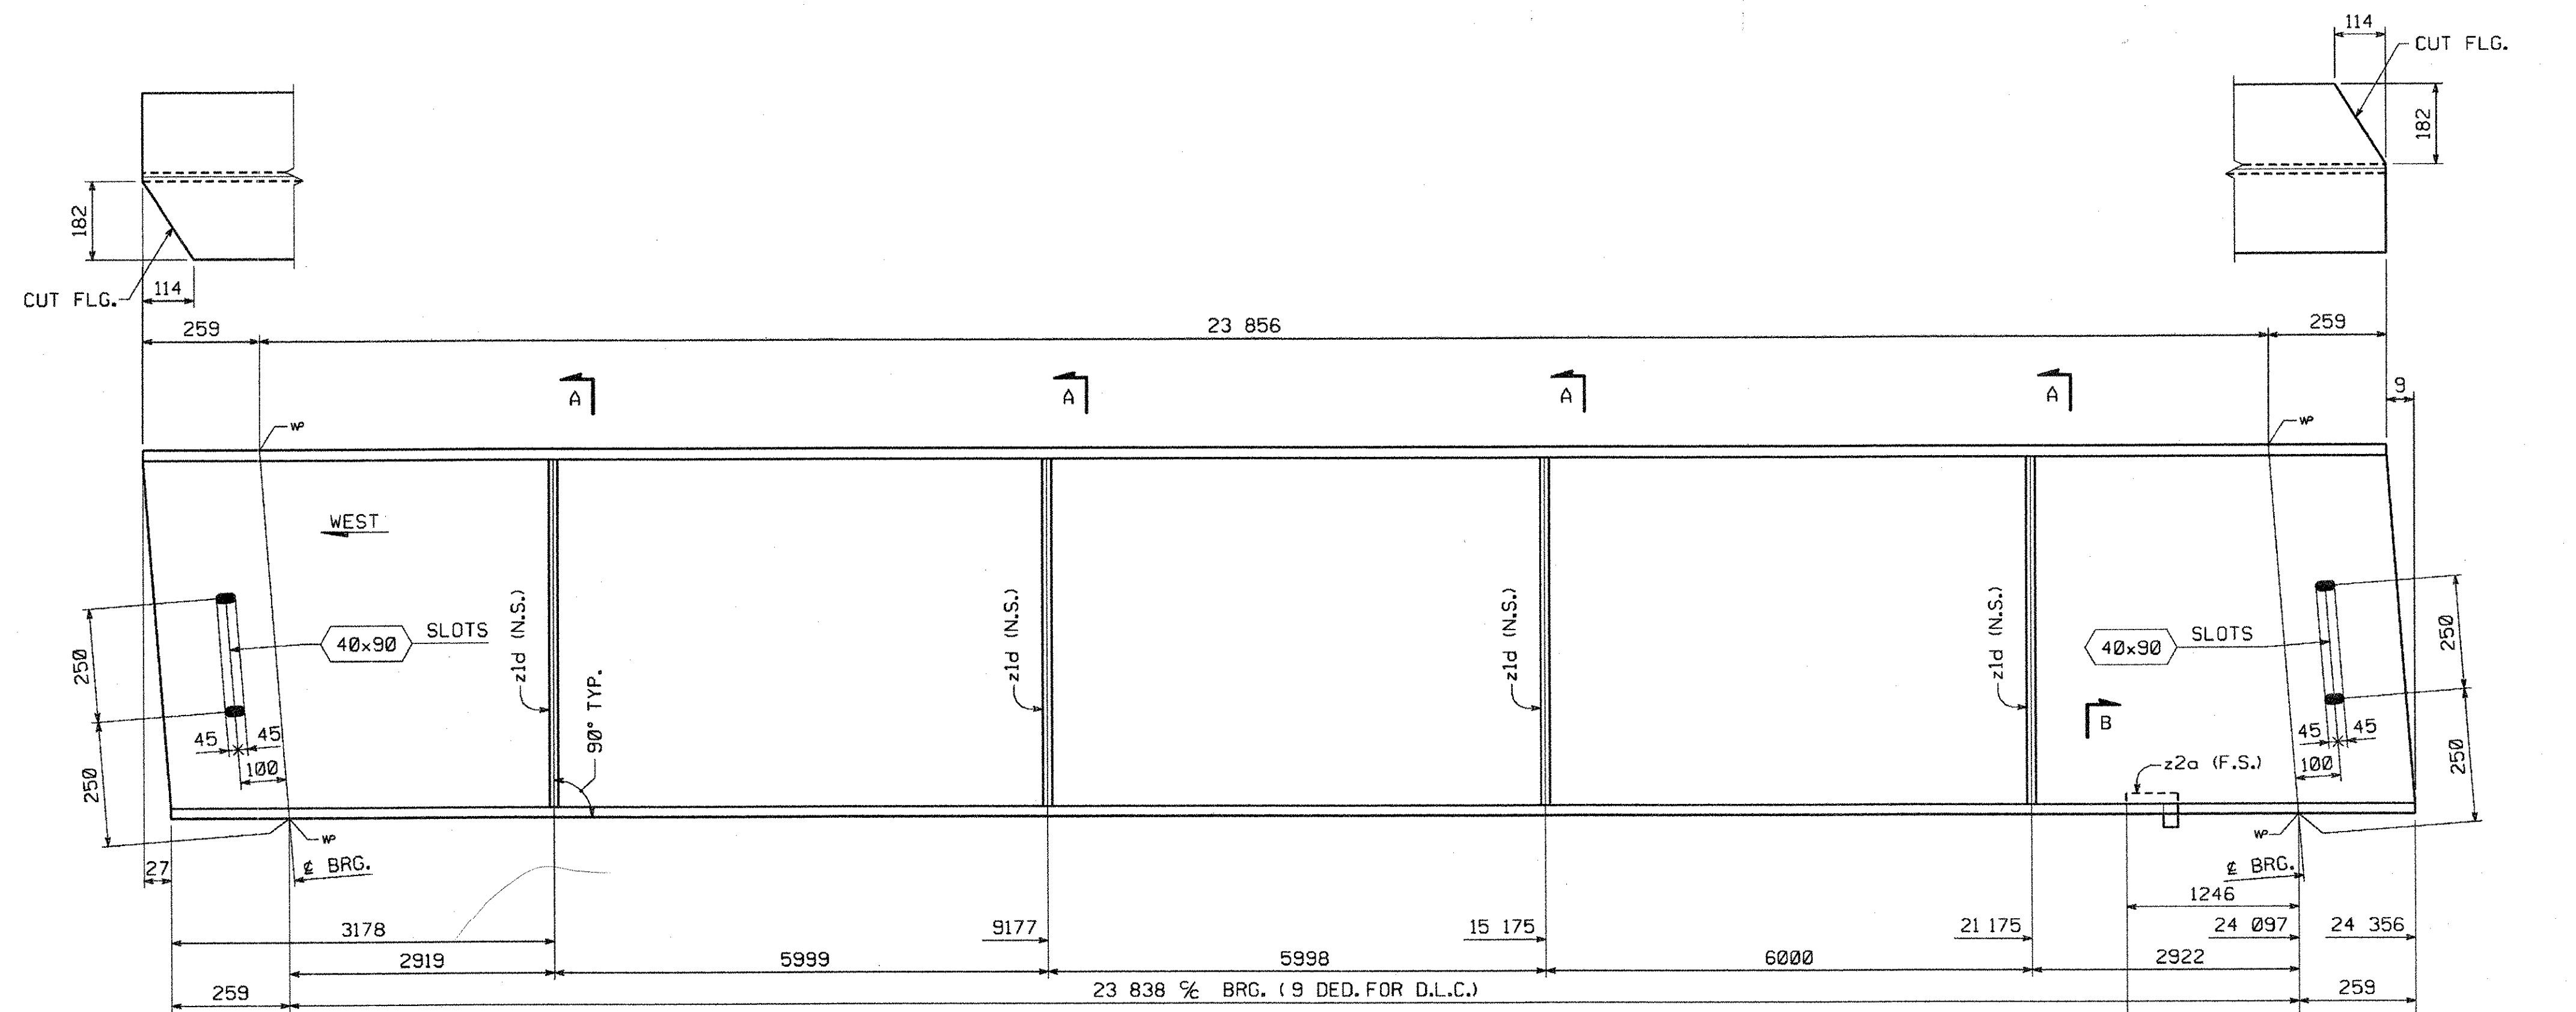 114
CUT FLG.
182
182
CUT FLG.
114
259
23 856
259
A
A
A
A
9
WP
WP
WEST
z1d (N.S.)
z1d (N.S.)
z1d (N.S.)
z1d (N.S.)
250
40x90
SLOTS
40x90
SLOTS
250
90° TYP.
B
45
45
100
250
z2a (F.S.)
45
45
100
250
WP
WP
27
℄ BRG.
℄ BRG.
1246
3178
9177
15 175
21 175
24 097
24 356
2919
5999
5998
6000
2922
259
23 838 C/C BRG. (9 DED. FOR D.L.C.)
259